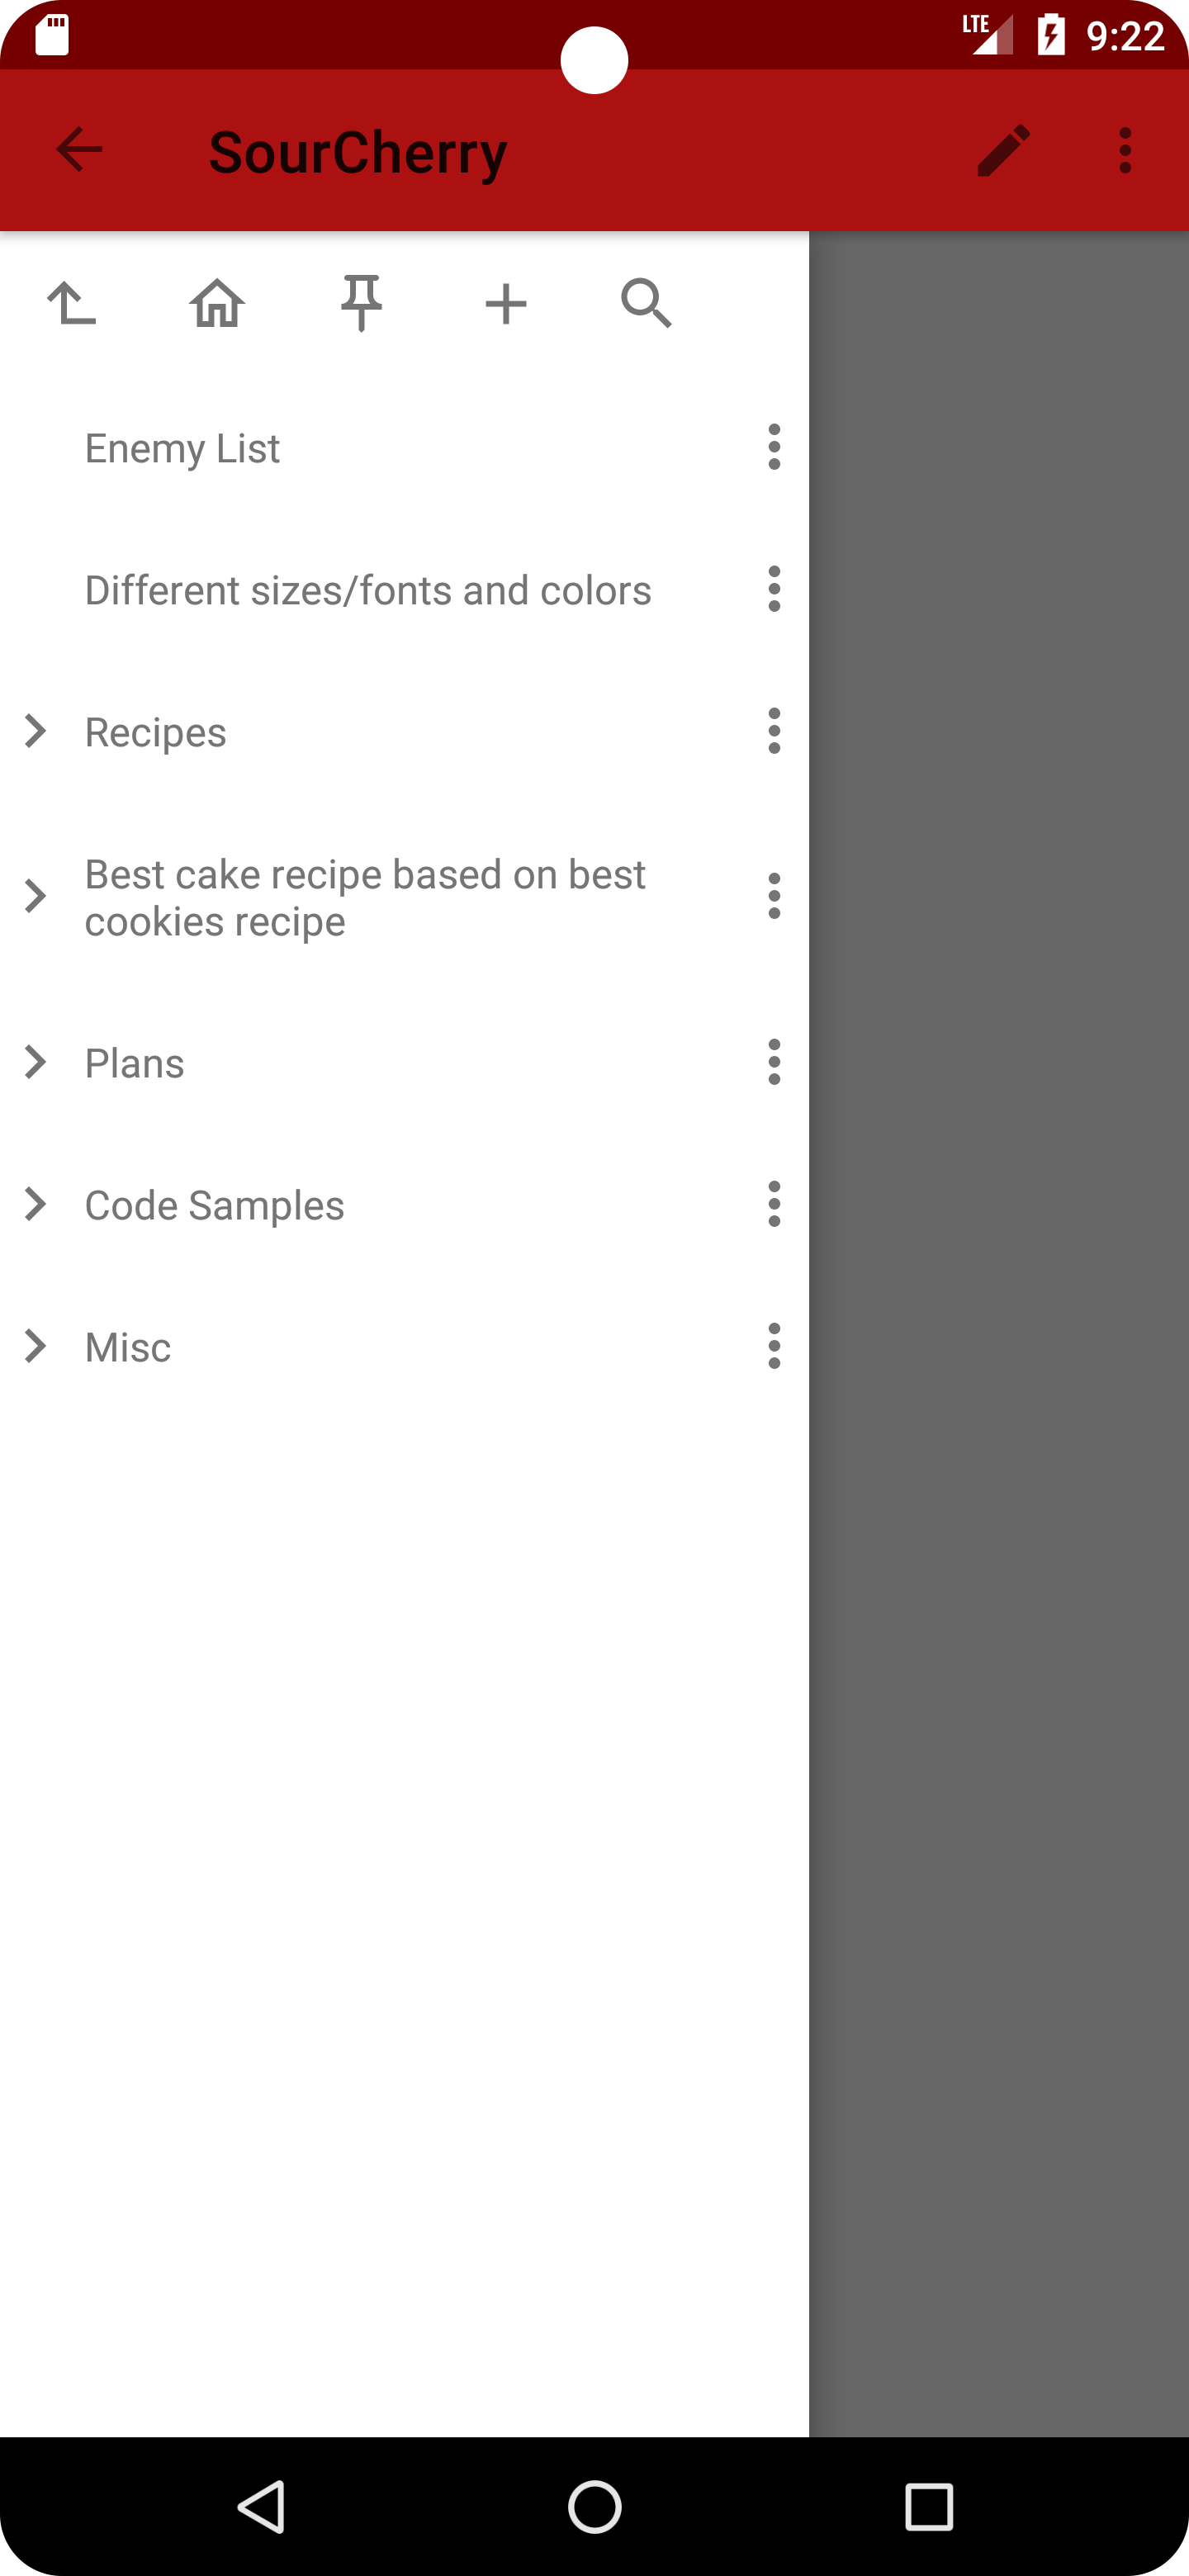 LTE 9:22
SourCherry
Enemy List
Different sizes/fonts and colors
Recipes
Best cake recipe based on best
cookies recipe
Plans
Code Samples
Misc